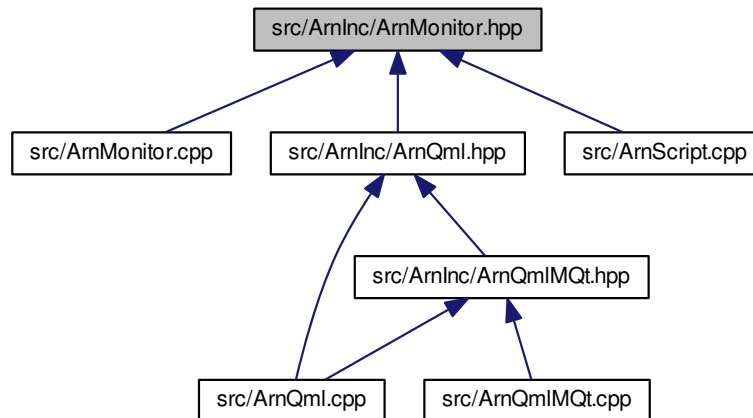 src/ArnInc/ArnMonitor.hpp
src/ArnMonitor.cpp
src/ArnInc/ArnQml.hpp
src/ArnScript.cpp
src/ArnInc/ArnQmlMQt.hpp
src/ArnQml.cpp
src/ArnQmlMQt.cpp